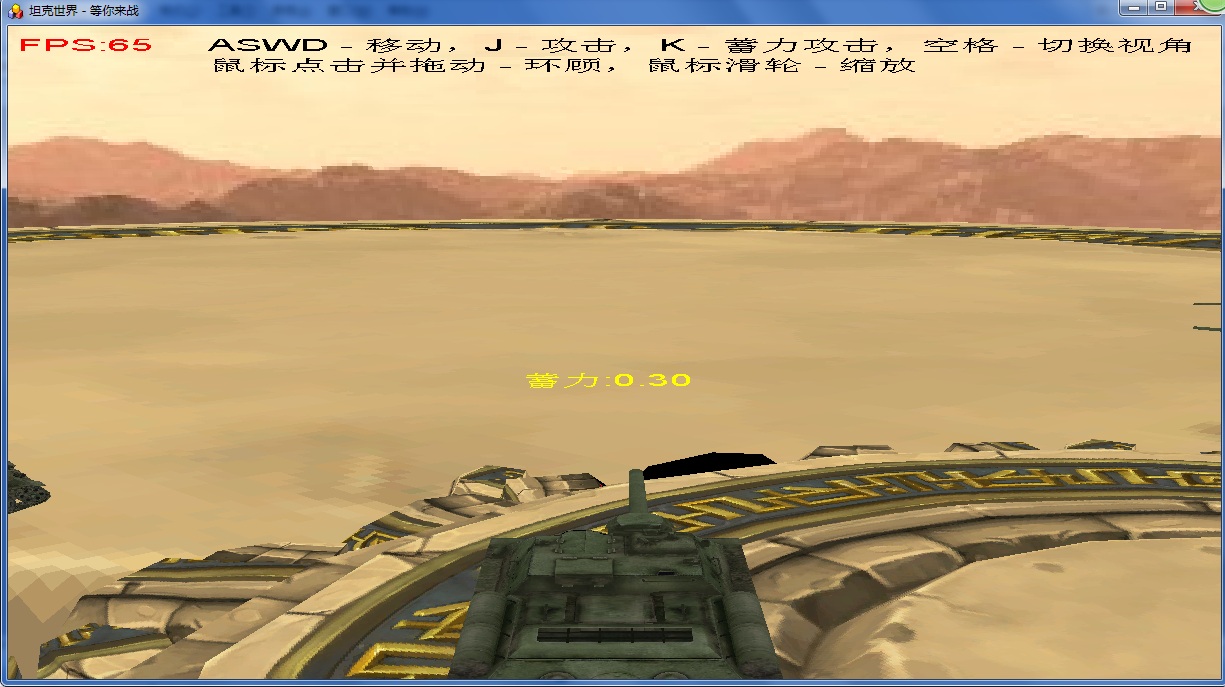 坦克世界 - 等你来战
FPS:65 ASWD - 移动, J - 攻击, K - 蓄力攻击, 空格 - 切换视角
鼠标点击并拖动 - 环顾, 鼠标滑轮 - 缩放
蓄力:0.30